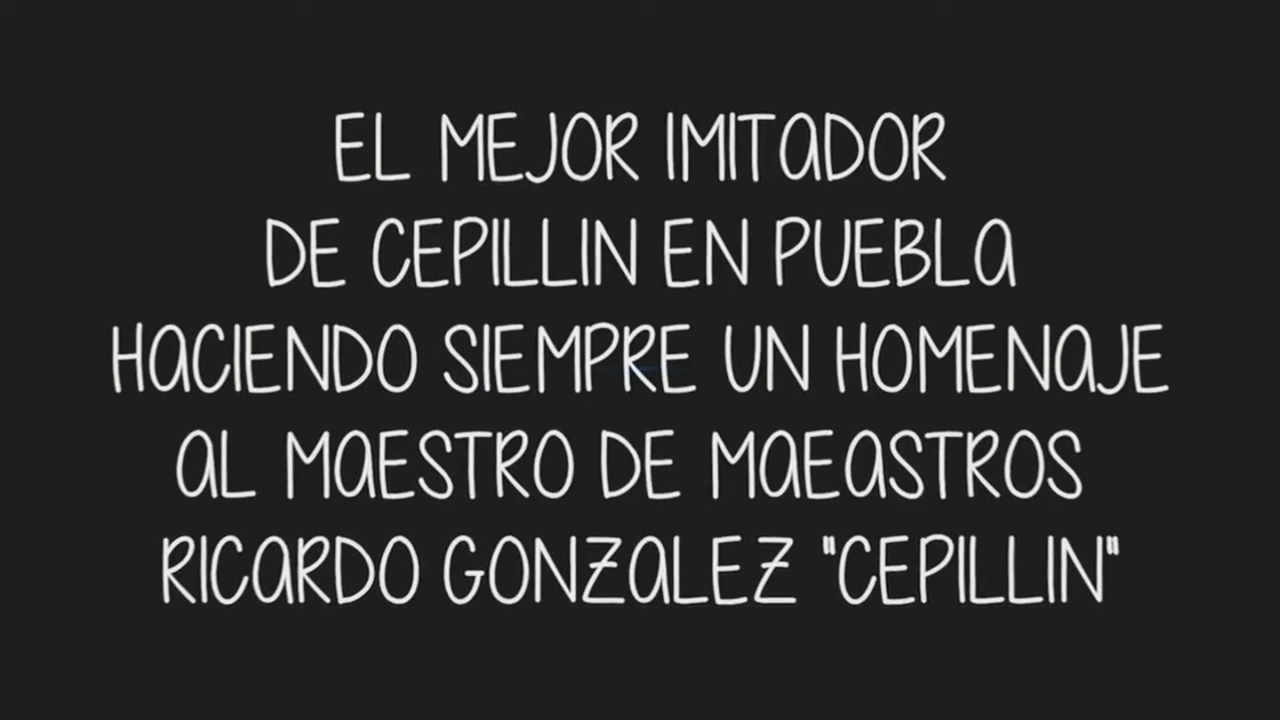 EL MEJOR IMITADOR
DE CEPILLIN EN PUEBLA
HACIENDO SIEMPRE UN HOMENAJE
AL MAESTRO DE MAEASTROS
RICARDO GONZALEZ "CEPILLIN"